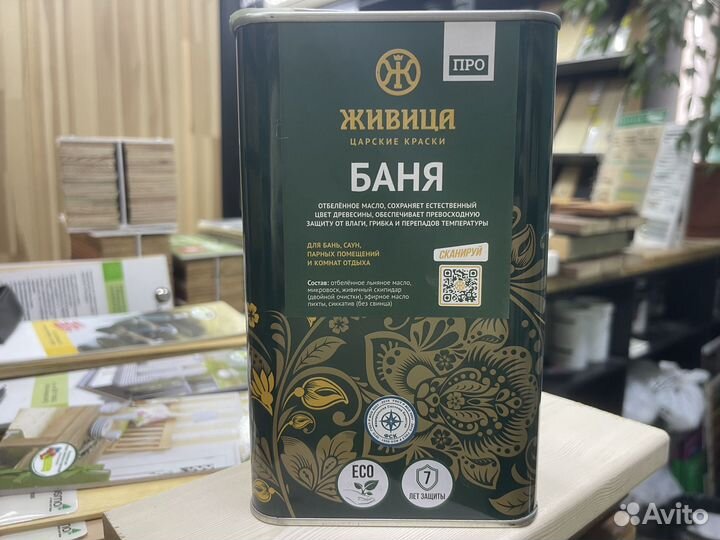 ПРО
Ж
ЖИВИЦА
ЦАРСКИЕ КРАСКИ
БАНЯ
ОТБЕЛЁННОЕ МАСЛО, СОХРАНЯЕТ ЕСТЕСТВЕННЫЙ
ЦВЕТ ДРЕВЕСИНЫ, ОБЕСПЕЧИВАЕТ ПРЕВОСХОДНУЮ
ЗАЩИТУ ОТ ВЛАГИ, ГРИБКА И ПЕРЕПАДОВ ТЕМПЕРАТУРЫ
ДЛЯ БАНЬ, САУН,
ПАРНЫХ ПОМЕЩЕНИЙ
И КОМНАТ ОТДЫХА
СКАНИРУЙ
Состав: отбелённое льняное масло,
микровоск, живичный скипидар
(двойной очистки), эфирное масло
пихты, сиккатив (без свинца)
ФСК
ECO
7
ЛЕТ ЗАЩИТЫ
Avito